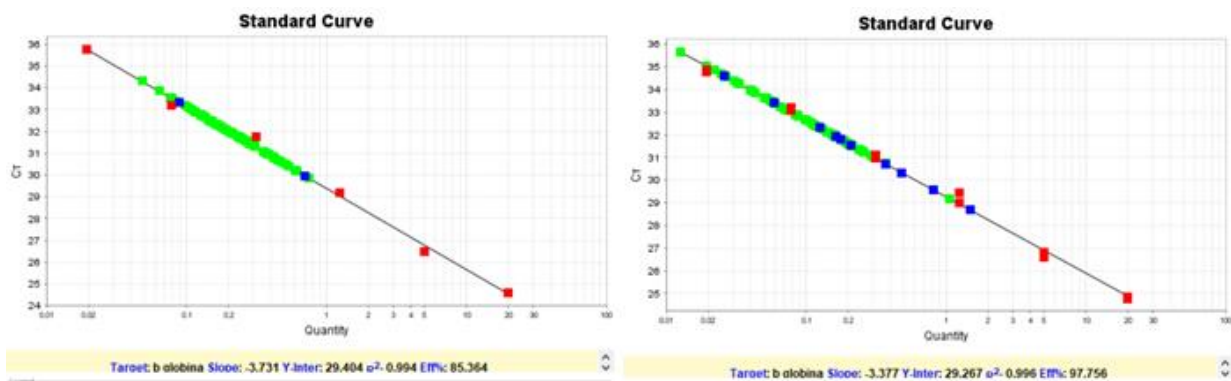 Standard Curve
36
35
34
33
32
31
30
29
28
27
26
25
24
CT
0.01 0.02 0.1 0.2 1 2 3 4 5 10 20 30 100
Quantity
Target: b globina Slope: -3.731 Y-Inter: 29.404 R²- 0.994 Eff%: 85.364
Standard Curve
36
35
34
33
32
31
30
29
28
27
26
25
CT
0.01 0.02 0.1 0.2 1 2 3 4 5 10 20 30 100
Quantity
Target: b globina Slope: -3.377 Y-Inter: 29.267 R²- 0.996 Eff%: 97.756